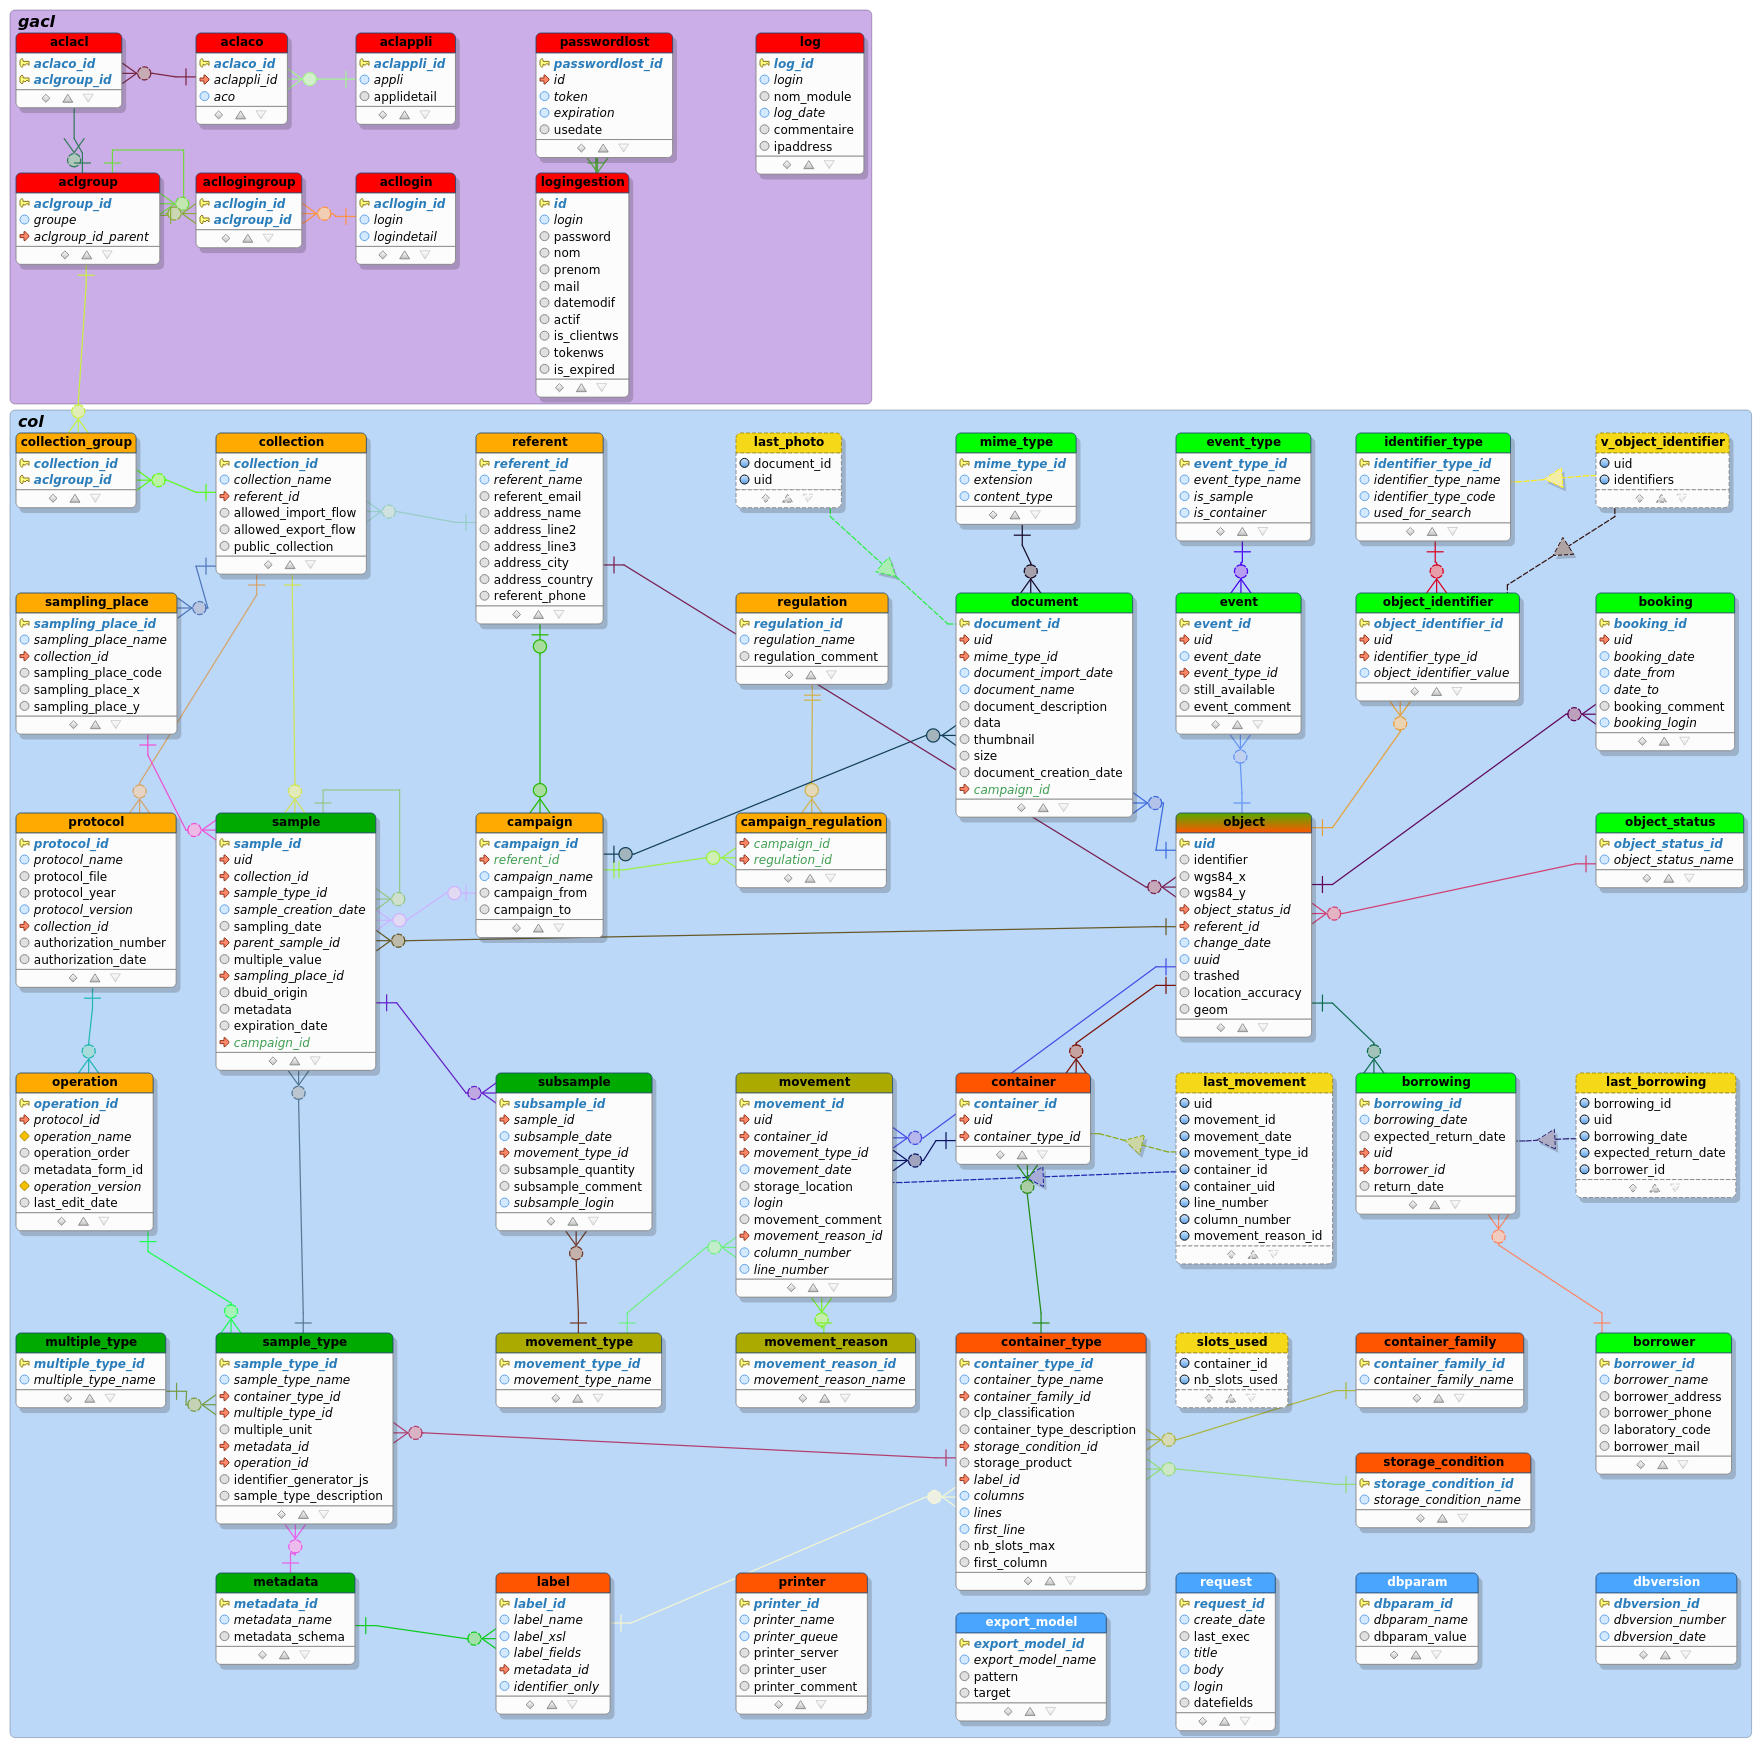 gacl
aclacl
aclaco_id
aclgroup_id
aclaco
aclaco_id
aclappli_id
aco
aclappli
aclappli_id
appli
applidetail
passwordlost
passwordlost_id
id
token
expiration
usedate
log
log_id
login
nom_module
log_date
commentaire
ipaddress
aclgroup
aclgroup_id
groupe
aclgroup_id_parent
acllogingroup
acllogin_id
aclgroup_id
acllogin
acllogin_id
login
logindetail
logingestion
id
login
password
nom
prenom
mail
datemodif
actif
is_clientws
tokenws
is_expired
col
collection_group
collection_id
aclgroup_id
collection
collection_id
collection_name
referent_id
allowed_import_flow
allowed_export_flow
public_collection
referent
referent_id
referent_name
referent_email
address_name
address_line2
address_line3
address_city
address_country
referent_phone
last_photo
document_id
uid
mime_type
mime_type_id
extension
content_type
event_type
event_type_id
event_type_name
is_sample
is_container
identifier_type
identifier_type_id
identifier_type_name
identifier_type_code
used_for_search
v_object_identifier
uid
identifiers
sampling_place
sampling_place_id
sampling_place_name
collection_id
sampling_place_code
sampling_place_x
sampling_place_y
regulation
regulation_id
regulation_name
regulation_comment
document
document_id
uid
mime_type_id
document_import_date
document_name
document_description
data
thumbnail
size
document_creation_date
campaign_id
event
event_id
uid
event_date
event_type_id
still_available
event_comment
object_identifier
object_identifier_id
uid
identifier_type_id
object_identifier_value
booking
booking_id
uid
booking_date
date_from
date_to
booking_comment
booking_login
protocol
protocol_id
protocol_name
protocol_file
protocol_year
protocol_version
collection_id
authorization_number
authorization_date
sample
sample_id
uid
collection_id
sample_type_id
sample_creation_date
sampling_date
parent_sample_id
multiple_value
sampling_place_id
dbuid_origin
metadata
expiration_date
campaign_id
campaign
campaign_id
referent_id
campaign_name
campaign_from
campaign_to
campaign_regulation
campaign_id
regulation_id
object
uid
identifier
wgs84_x
wgs84_y
object_status_id
referent_id
change_date
uuid
trashed
location_accuracy
geom
object_status
object_status_id
object_status_name
operation
operation_id
protocol_id
operation_name
operation_order
metadata_form_id
operation_version
last_edit_date
subsample
subsample_id
sample_id
subsample_date
movement_type_id
subsample_quantity
subsample_comment
subsample_login
movement
movement_id
uid
container_id
movement_type_id
movement_date
storage_location
login
movement_comment
movement_reason_id
column_number
line_number
container
container_id
uid
container_type_id
last_movement
uid
movement_id
movement_date
movement_type_id
container_id
container_uid
line_number
column_number
movement_reason_id
borrowing
borrowing_id
borrowing_date
expected_return_date
uid
borrower_id
return_date
last_borrowing
borrowing_id
uid
borrowing_date
expected_return_date
borrower_id
multiple_type
multiple_type_id
multiple_type_name
sample_type
sample_type_id
sample_type_name
container_type_id
multiple_type_id
multiple_unit
metadata_id
operation_id
identifier_generator_js
sample_type_description
movement_type
movement_type_id
movement_type_name
movement_reason
movement_reason_id
movement_reason_name
container_type
container_type_id
container_type_name
container_family_id
clp_classification
container_type_description
storage_condition_id
storage_product
label_id
columns
lines
first_line
nb_slots_max
first_column
slots_used
container_id
nb_slots_used
container_family
container_family_id
container_family_name
borrower
borrower_id
borrower_name
borrower_address
borrower_phone
laboratory_code
borrower_mail
storage_condition
storage_condition_id
storage_condition_name
metadata
metadata_id
metadata_name
metadata_schema
label
label_id
label_name
label_xsl
label_fields
metadata_id
identifier_only
printer
printer_id
printer_name
printer_queue
printer_server
printer_user
printer_comment
export_model
export_model_id
export_model_name
pattern
target
request
request_id
create_date
last_exec
title
body
login
datefields
dbparam
dbparam_id
dbparam_name
dbparam_value
dbversion
dbversion_id
dbversion_number
dbversion_date